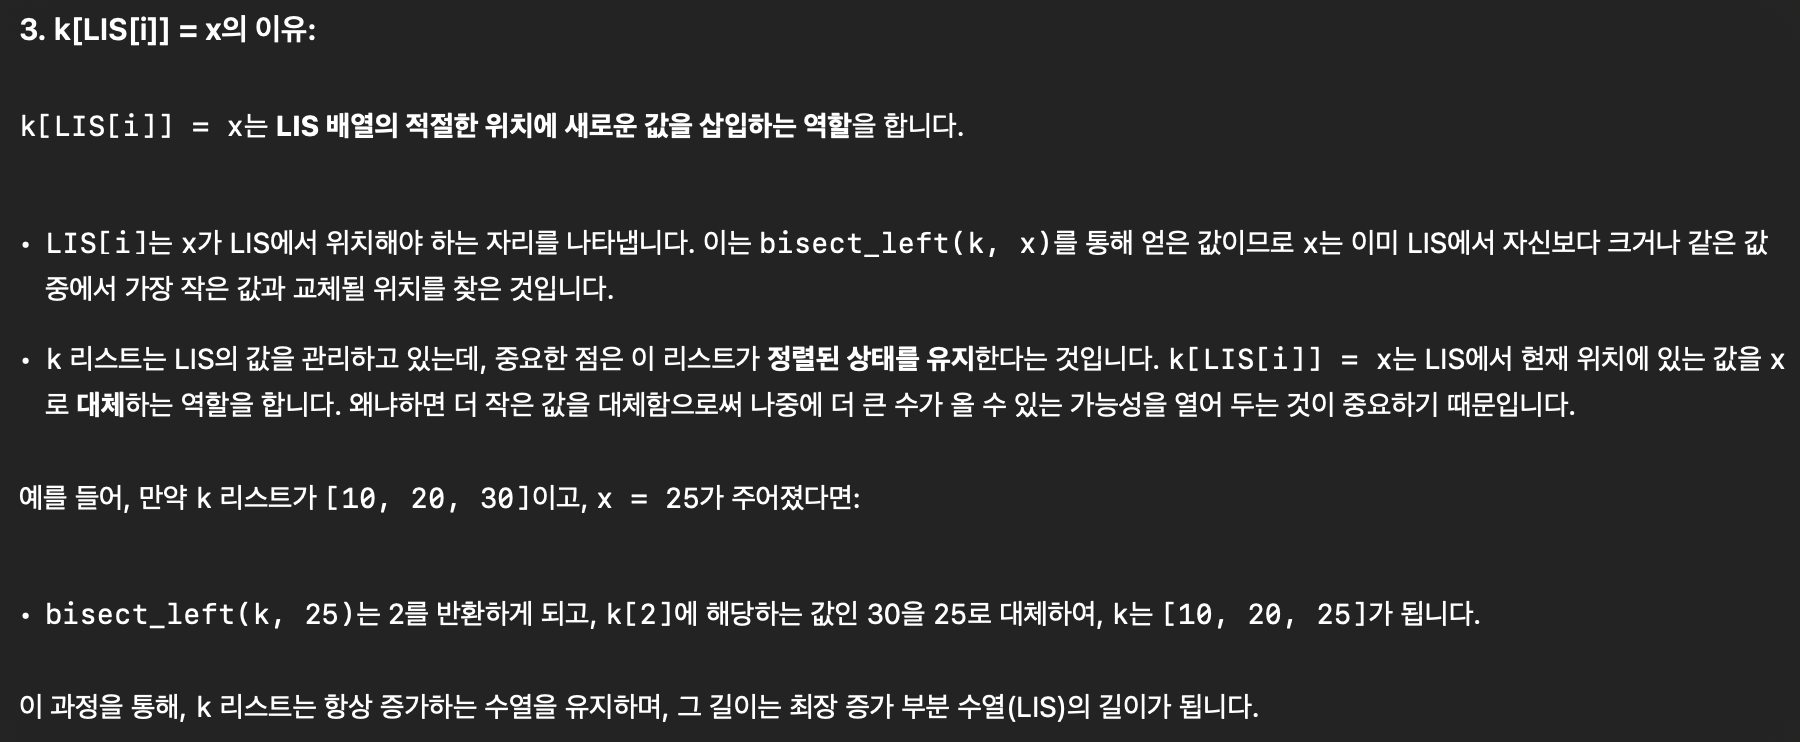 3. k[LIS[i]] = x의 이유:
k[LIS[i]] = x는 LIS 배열의 적절한 위치에 새로운 값을 삽입하는 역할을 합니다.
• LIS[i]는 x가 LIS에서 위치해야 하는 자리를 나타냅니다. 이는 bisect_left(k, x)를 통해 얻은 값이므로 x는 이미 LIS에서 자신보다 크거나 같은 값
중에서 가장 작은 값과 교체될 위치를 찾은 것입니다.
• k 리스트는 LIS의 값을 관리하고 있는데, 중요한 점은 이 리스트가 정렬된 상태를 유지한다는 것입니다. k[LIS[i]] = x는 LIS에서 현재 위치에 있는 값을 x
로 대체하는 역할을 합니다. 왜냐하면 더 작은 값을 대체함으로써 나중에 더 큰 수가 올 수 있는 가능성을 열어 두는 것이 중요하기 때문입니다.
예를 들어, 만약 k 리스트가 [10, 20, 30]이고, x = 25가 주어졌다면:
• bisect_left(k, 25)는 2를 반환하게 되고, k[2]에 해당하는 값인 30을 25로 대체하여, k는 [10, 20, 25]가 됩니다.
이 과정을 통해, k 리스트는 항상 증가하는 수열을 유지하며, 그 길이는 최장 증가 부분 수열(LIS)의 길이가 됩니다.